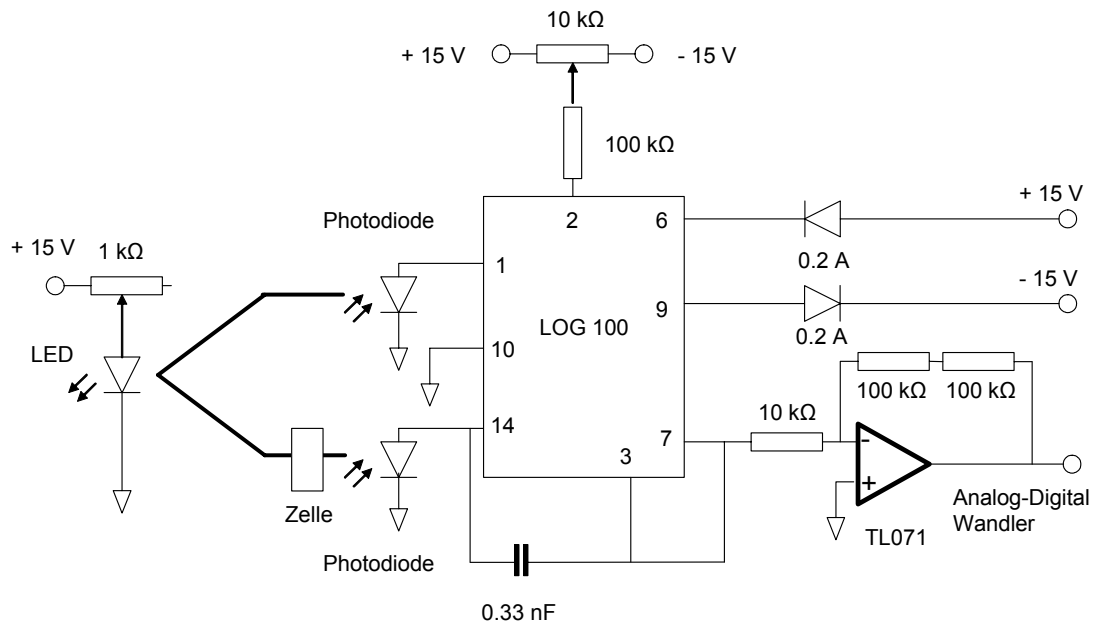 10 kΩ
+ 15 V
- 15 V
100 kΩ
Photodiode
2
6
+ 15 V
+ 15 V
1 kΩ
1
0.2 A
- 15 V
9
LOG 100
0.2 A
LED
10
100 kΩ
100 kΩ
14
10 kΩ
7
3
-
+
Zelle
Analog-Digital
Wandler
TL071
Photodiode
0.33 nF